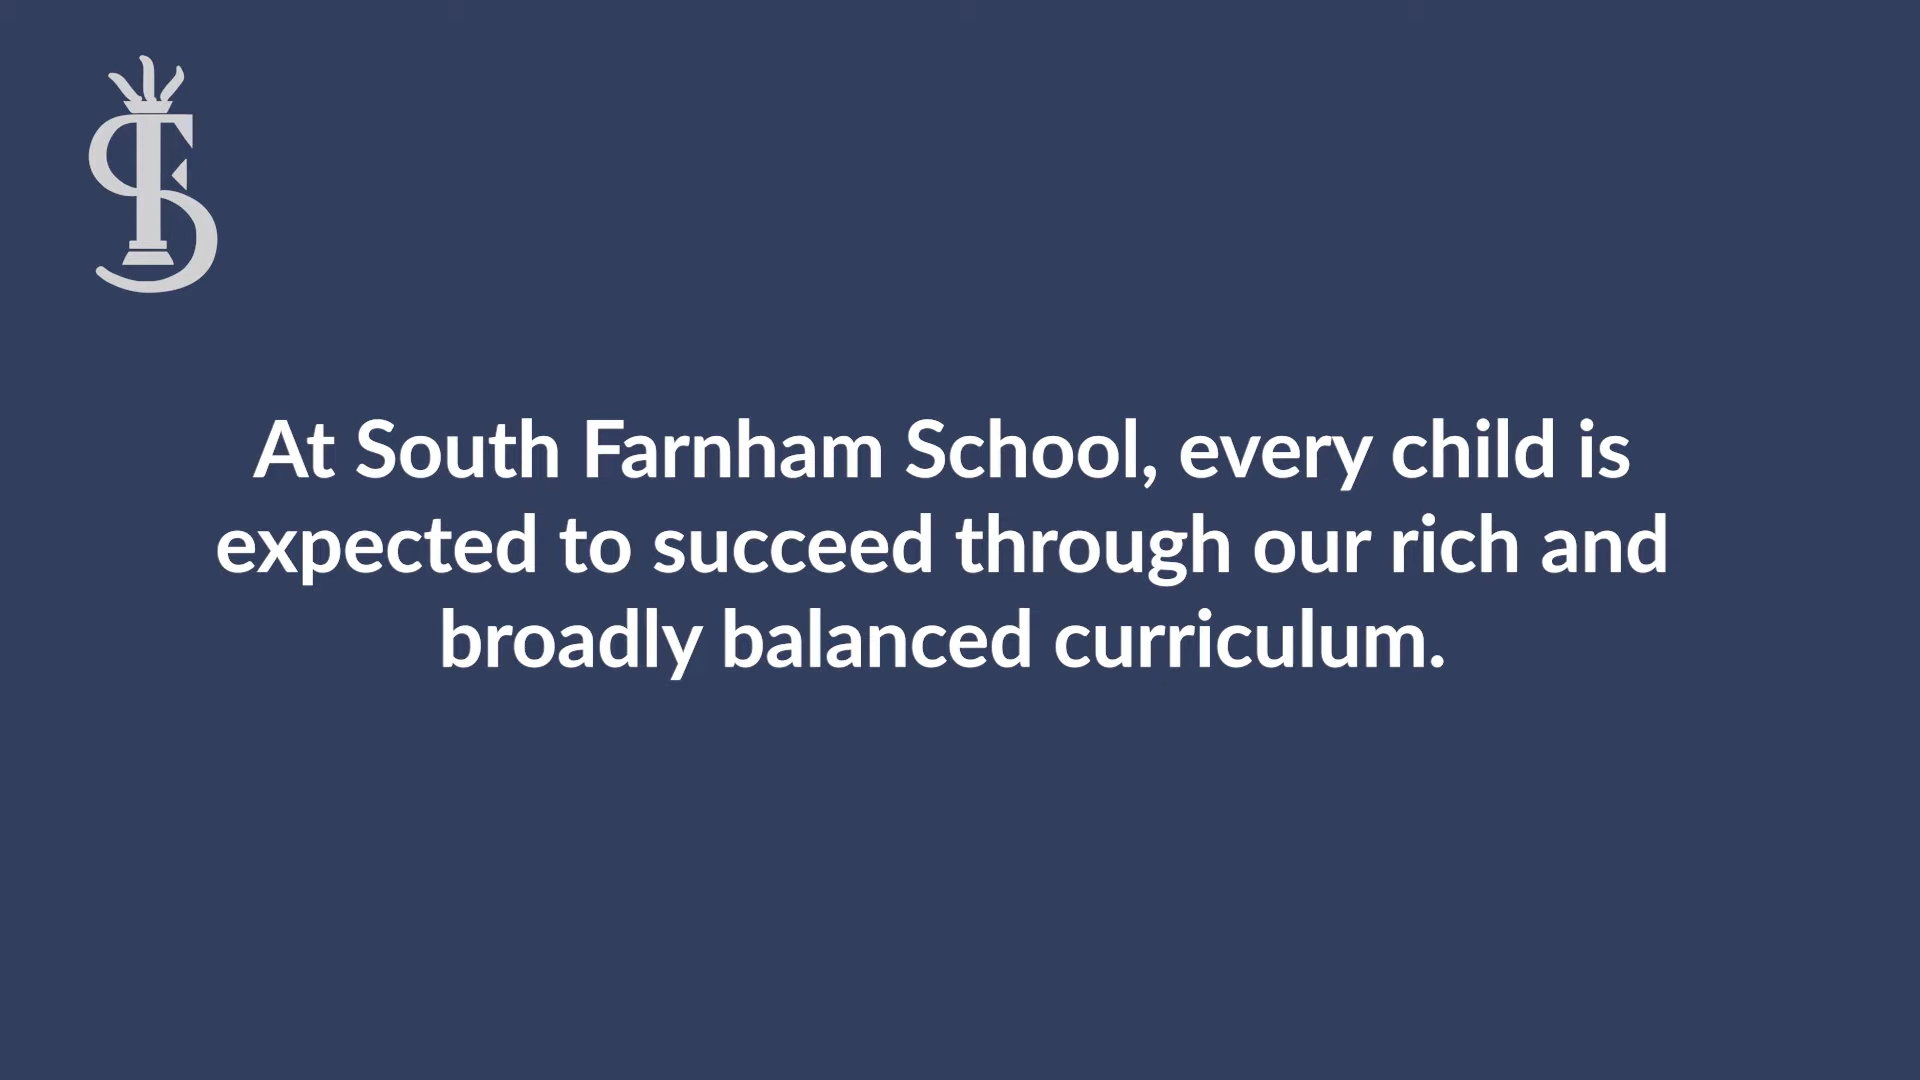 At South Farnham School, every child is
expected to succeed through our rich and
broadly balanced curriculum.